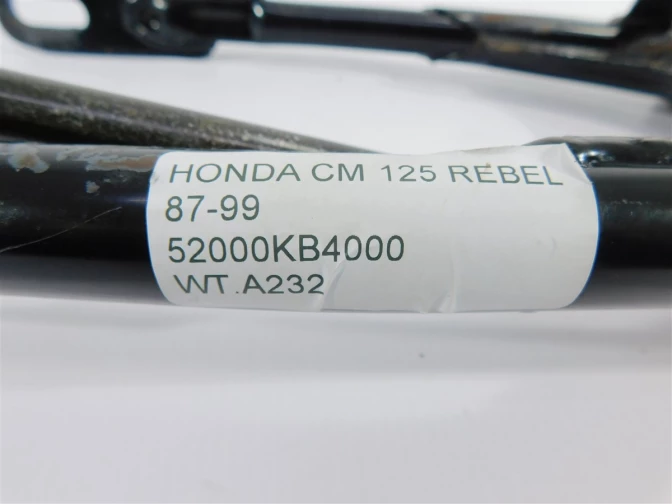 HONDA CM 125 REBEL
87-99
52000KB4000
WT.A232